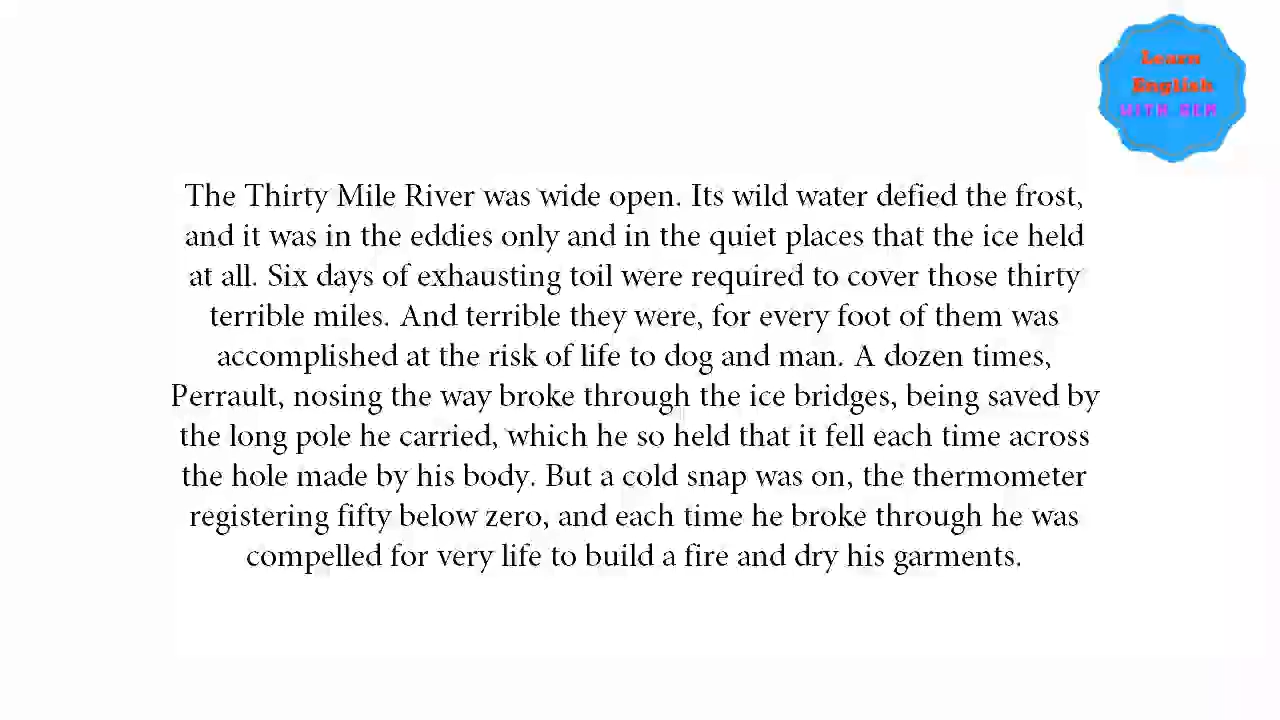 Learn
English
WITH GEM
The Thirty Mile River was wide open. Its wild water defied the frost,
and it was in the eddies only and in the quiet places that the ice held
at all. Six days of exhausting toil were required to cover those thirty
terrible miles. And terrible they were, for every foot of them was
accomplished at the risk of life to dog and man. A dozen times,
Perrault, nosing the way broke through the ice bridges, being saved by
the long pole he carried, which he so held that it fell each time across
the hole made by his body. But a cold snap was on, the thermometer
registering fifty below zero, and each time he broke through he was
compelled for very life to build a fire and dry his garments.